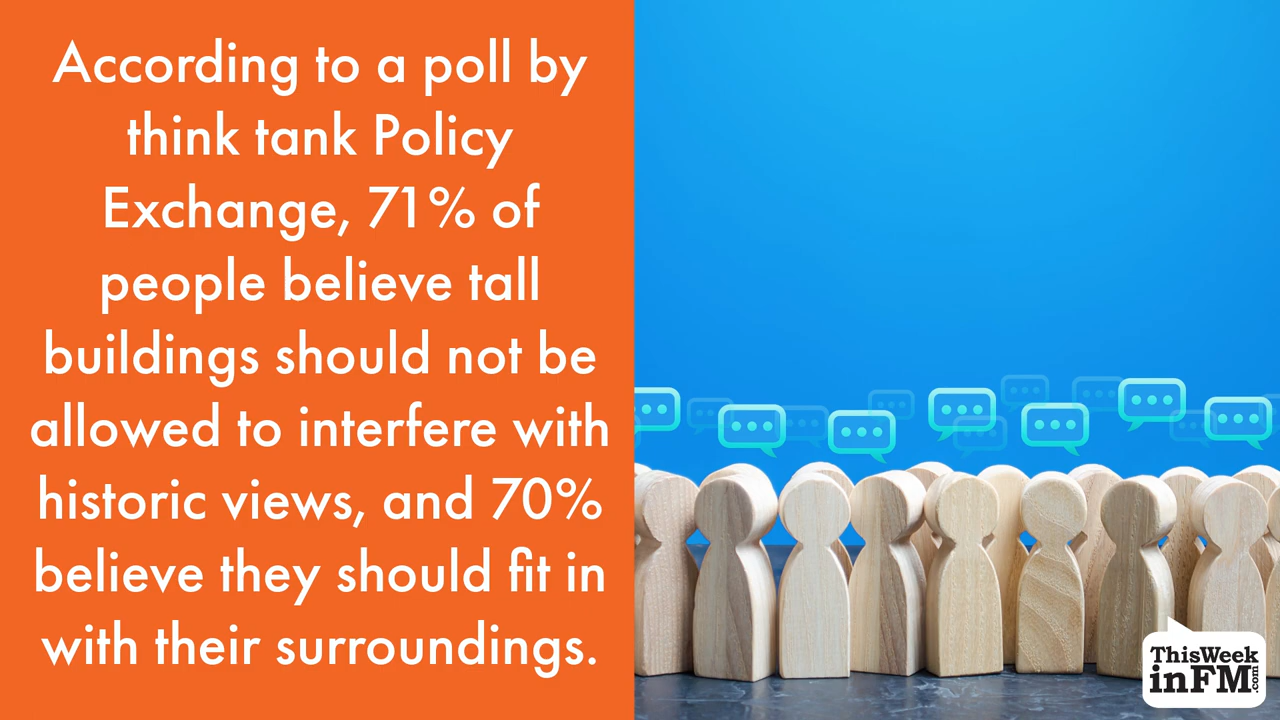 According to a poll by
think tank Policy
Exchange, 71% of
people believe tall
buildings should not be
allowed to interfere with
historic views, and 70%
believe they should fit in
with their surroundings.
ThisWeek
inFM.com